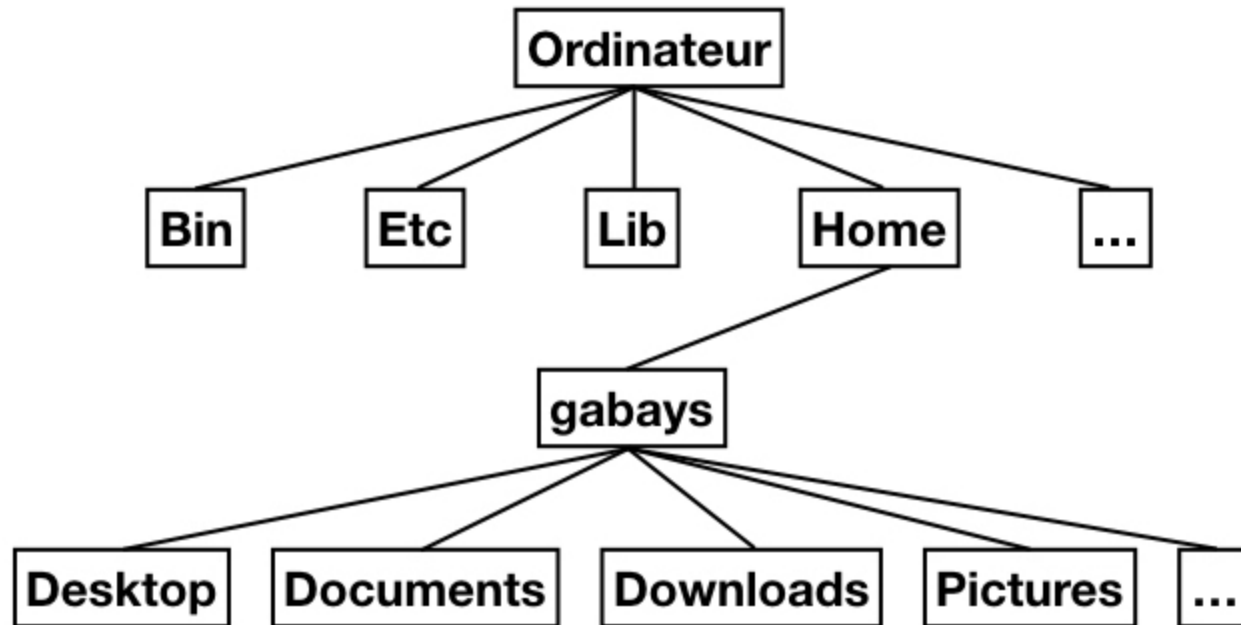 Ordinateur
Bin Etc Lib Home ...
gabays
Desktop Documents Downloads Pictures ...